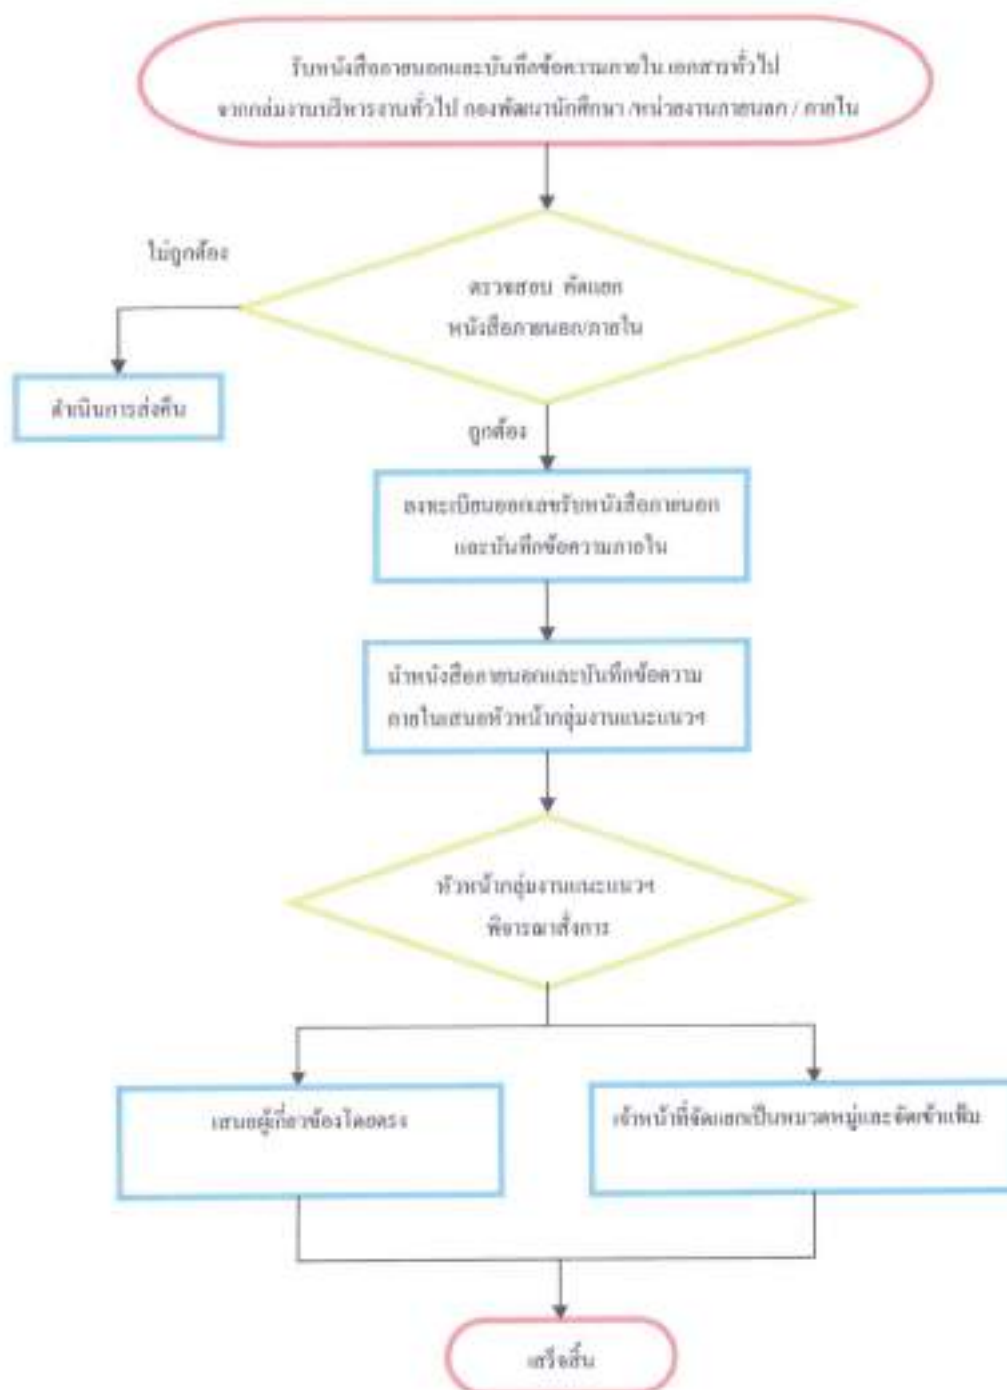 รับหนังสือภายนอกและบันทึกข้อความภายใน เอกสารทั่วไป
จากกลุ่มงานบริหารงานทั่วไป กองพัฒนานักศึกษา /หน่วยงานภายนอก / ภายใน
ไม่ถูกต้อง
ตรวจสอบ คัดแยก
หนังสือภายนอก/ภายใน
ดำเนินการส่งคืน
ถูกต้อง
ลงทะเบียนออกเลขรับหนังสือภายนอก
และบันทึกข้อความภายใน
นำหนังสือภายนอกและบันทึกข้อความ
ภายในเสนอหัวหน้ากลุ่มงานแนะแนวฯ
หัวหน้ากลุ่มงานแนะแนวฯ
พิจารณาสั่งการ
เสนอผู้เกี่ยวข้องโดยตรง
เจ้าหน้าที่จัดแยกเป็นหมวดหมู่และจัดเข้าแฟ้ม
เสร็จสิ้น